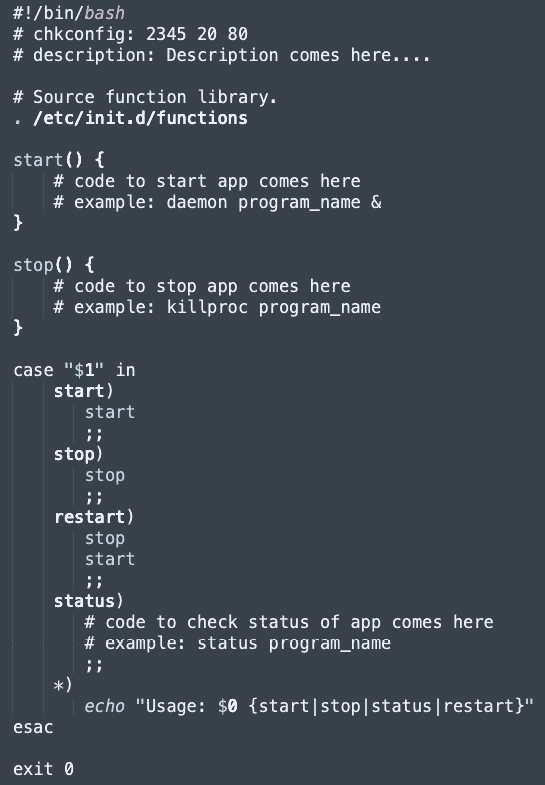 #!/bin/bash
# chkconfig: 2345 20 80
# description: Description comes here....

# Source function library.
. /etc/init.d/functions

start() {
    # code to start app comes here
    # example: daemon program_name &
}

stop() {
    # code to stop app comes here
    # example: killproc program_name
}

case "$1" in
    start)
       start
       ;;
    stop)
       stop
       ;;
    restart)
       stop
       start
       ;;
    status)
       # code to check status of app comes here
       # example: status program_name
       ;;
    *)
       echo "Usage: $0 {start|stop|status|restart}"
esac

exit 0